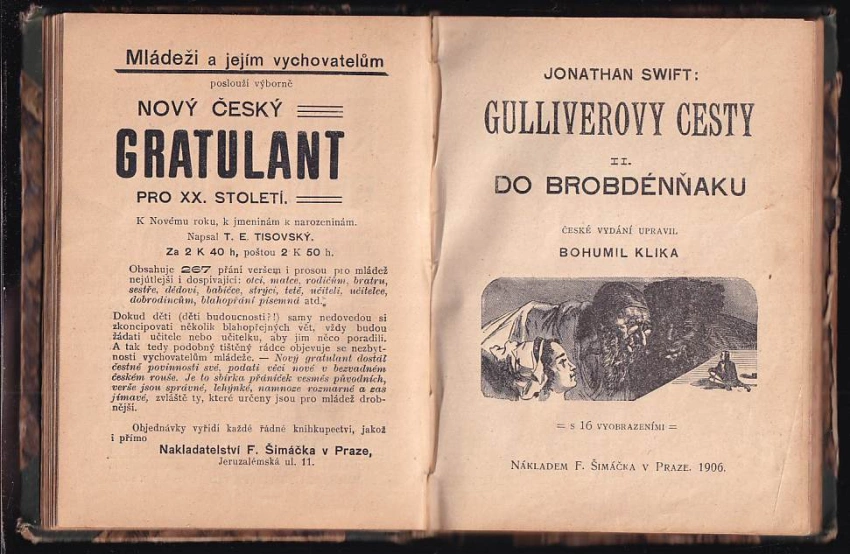 Mládeži a jejím vychovatelům
poslouží výborně
NOVÝ ČESKÝ
GRATULANT
PRO XX. STOLETÍ.
K Novému roku, k jmeninám k narozeninám.
Napsal T. E. TISOVSKÝ.
Za 2 K 40 h, poštou 2 K 50 h.
Obsahuje 267 přání veršem i prosou pro mládež
nejútlejší i dospívající: otci, matce, rodičům, bratru,
sestře, dědovi, babičce, strýci, tetě, učiteli, učitelce,
dobrodincům, blahopřání písemná atd.
Dokud děti (děti budoucnosti?!) samy nedovedou si
zkoncipovati několik blahopřejných vět, vždy budou
žádati učitele nebo učitelku, aby jim něco poradili.
A tak tedy podobný tištěný rádce objevuje se nezbyt-
ností vychovatelům mládeže. — Nový gratulant dostál
čestně povinnosti své, podati věci nové v bezvadném
českém rouše. Je to sbírka přáníček vesměs původních,
verše jsou správné, lehýnké, namnoze rozmarné a zas
jímavé, zvláště ty, které určeny jsou pro mládež drob-
nější.
Objednávky vyřídí každé řádné knihkupectví, jakož
i přímo
Nakladatelství F. Šimáčka v Praze,
Jeruzalémská ul. 11.
JONATHAN SWIFT:
GULLIVEROVY CESTY
II.
DO BROBDÉNŇAKU
ČESKÉ VYDÁNÍ UPRAVIL
BOHUMIL KLIKA
= S 16 VYOBRAZENÍMI =
NÁKLADEM F. ŠIMÁČKA V PRAZE. 1906.